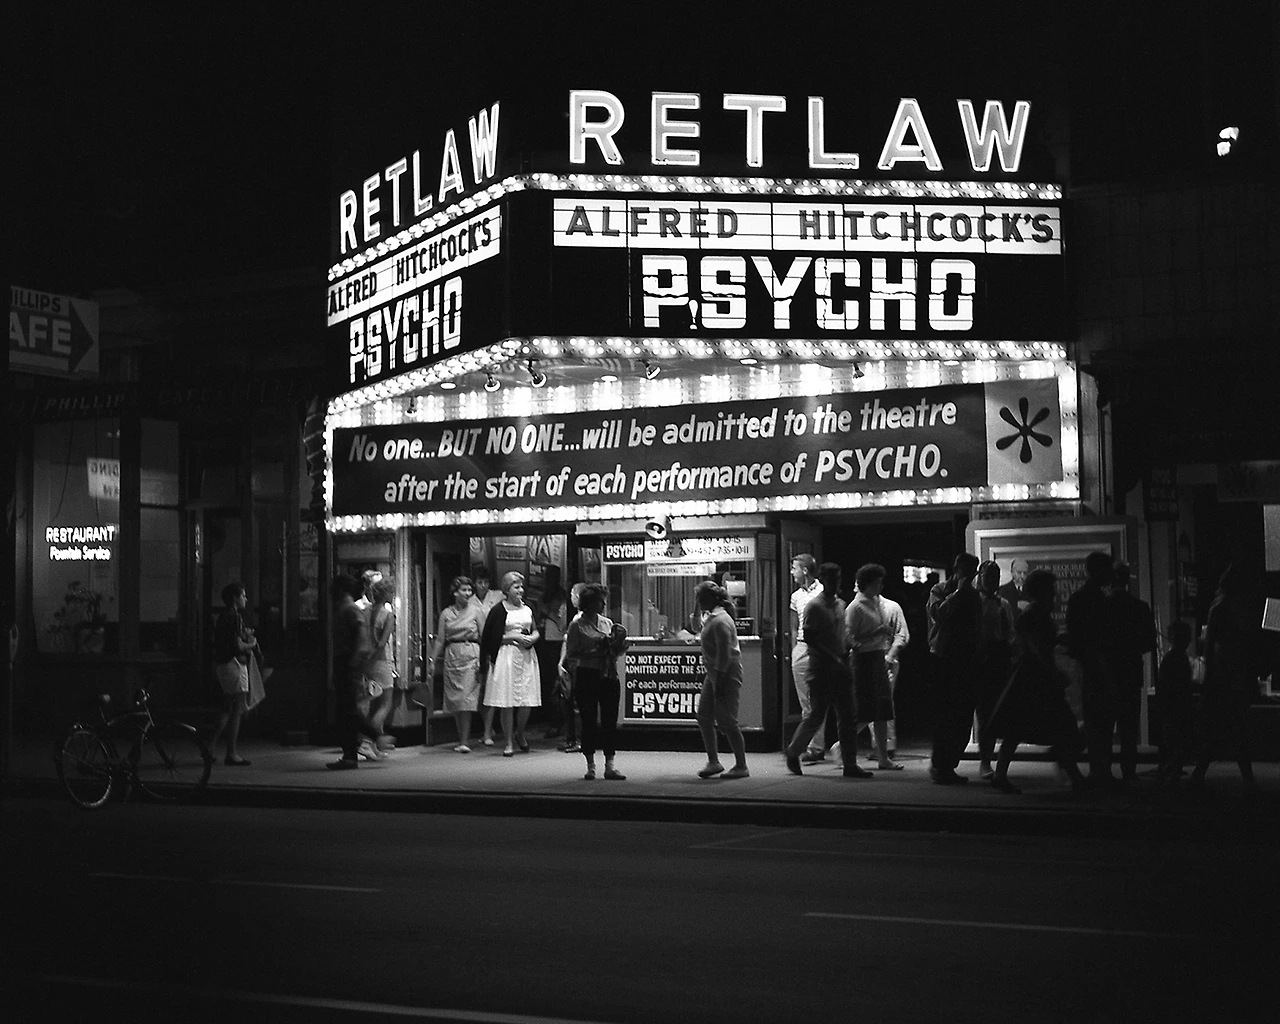 RETLAW
RETLAW
ALFRED HITCHCOCK'S
PSYCHO
ALFRED HITCHCOCK'S
PSYCHO
ILLIPS
AFE
PHILLIP
No one... BUT NO ONE... will be admitted to the theatre
after the start of each performance of PSYCHO.
RESTAURANT
Fountain Service
PSYCHO
DO NOT EXPECT TO
ADMITTED AFTER THE
of each performance
PSYCHO